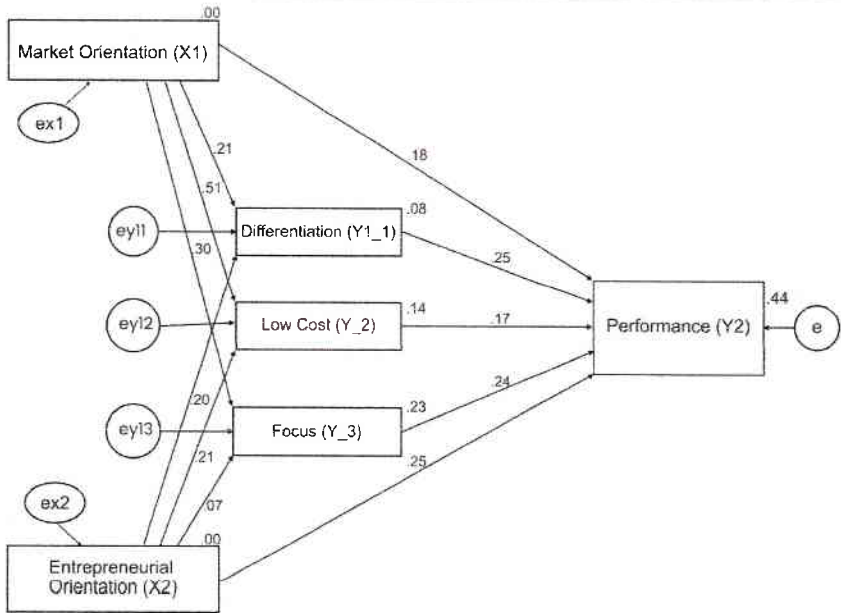 .00
Market Orientation (X1)
ex1
.21
.18
.51
.08
ey11
Differentiation (Y1_1)
.30
.25
.14
.44
ey12
Low Cost (Y_2)
.17
Performance (Y2)
e
.20
.24
.23
ey13
Focus (Y_3)
.21
.25
ex2
.07
.00
Entrepreneurial
Orientation (X2)